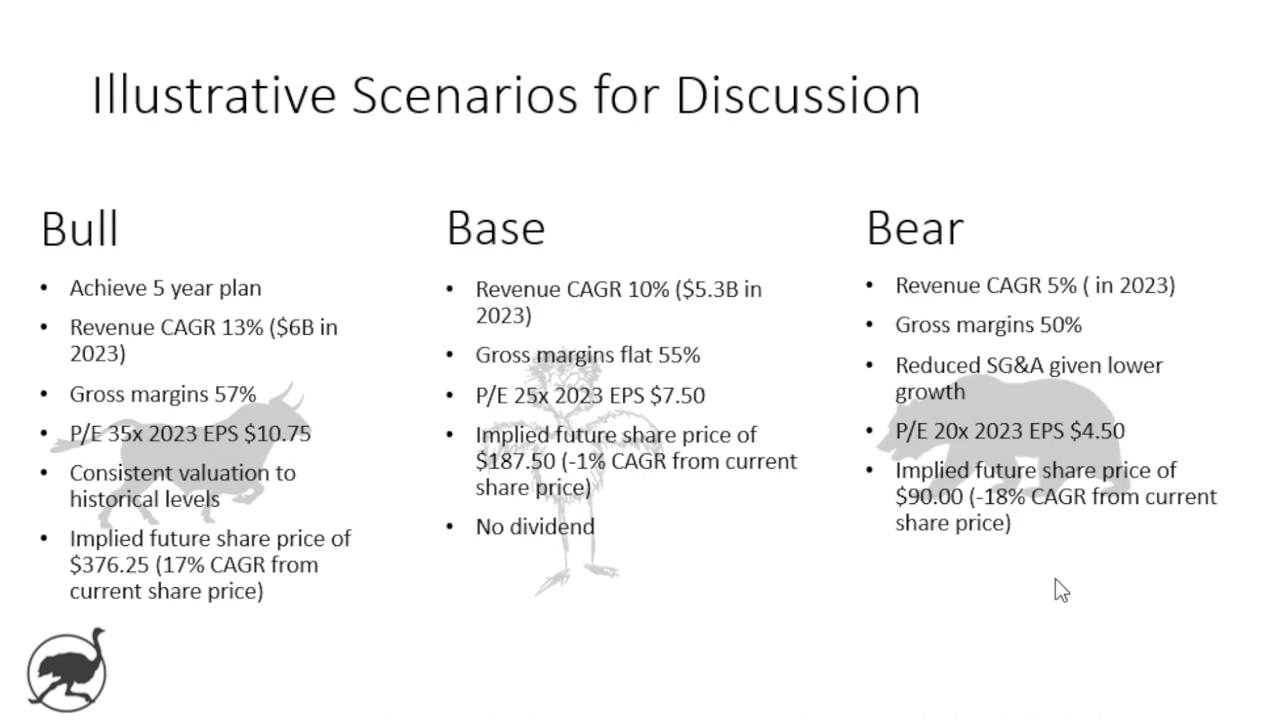 Illustrative Scenarios for Discussion
Bull
• Achieve 5 year plan
• Revenue CAGR 13% ($6B in
2023)
• Gross margins 57%
• P/E 35x 2023 EPS $10.75
• Consistent valuation to
historical levels
• Implied future share price of
$376.25 (17% CAGR from
current share price)
Base
• Revenue CAGR 10% ($5.3B in
2023)
• Gross margins flat 55%
• P/E 25x 2023 EPS $7.50
• Implied future share price of
$187.50 (-1% CAGR from current
share price)
• No dividend
Bear
• Revenue CAGR 5% ( in 2023)
• Gross margins 50%
• Reduced SG&A given lower
growth
• P/E 20x 2023 EPS $4.50
• Implied future share price of
$90.00 (-18% CAGR from current
share price)